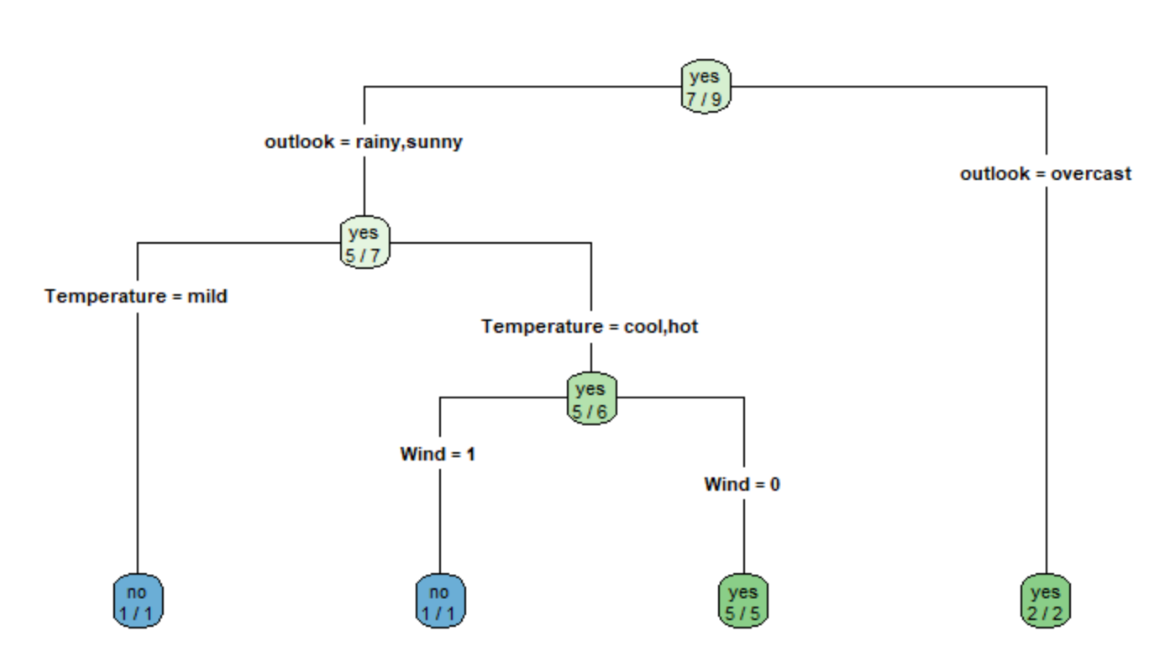 yes
7 / 9
outlook = rainy,sunny
outlook = overcast
yes
5 / 7
Temperature = mild
Temperature = cool,hot
yes
5 / 6
Wind = 1
Wind = 0
no
1 / 1
no
1 / 1
yes
5 / 5
yes
2 / 2